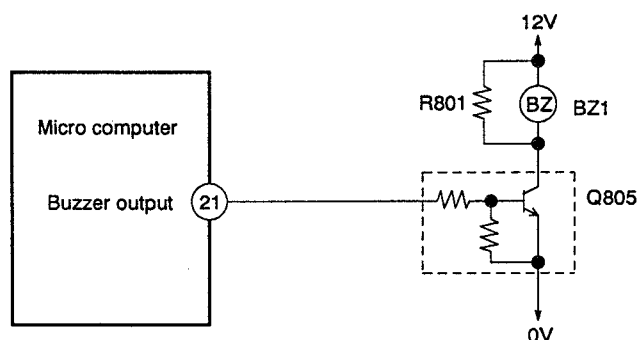 12V
R801
BZ
BZ1
Micro computer
Buzzer output
21
Q805
0V